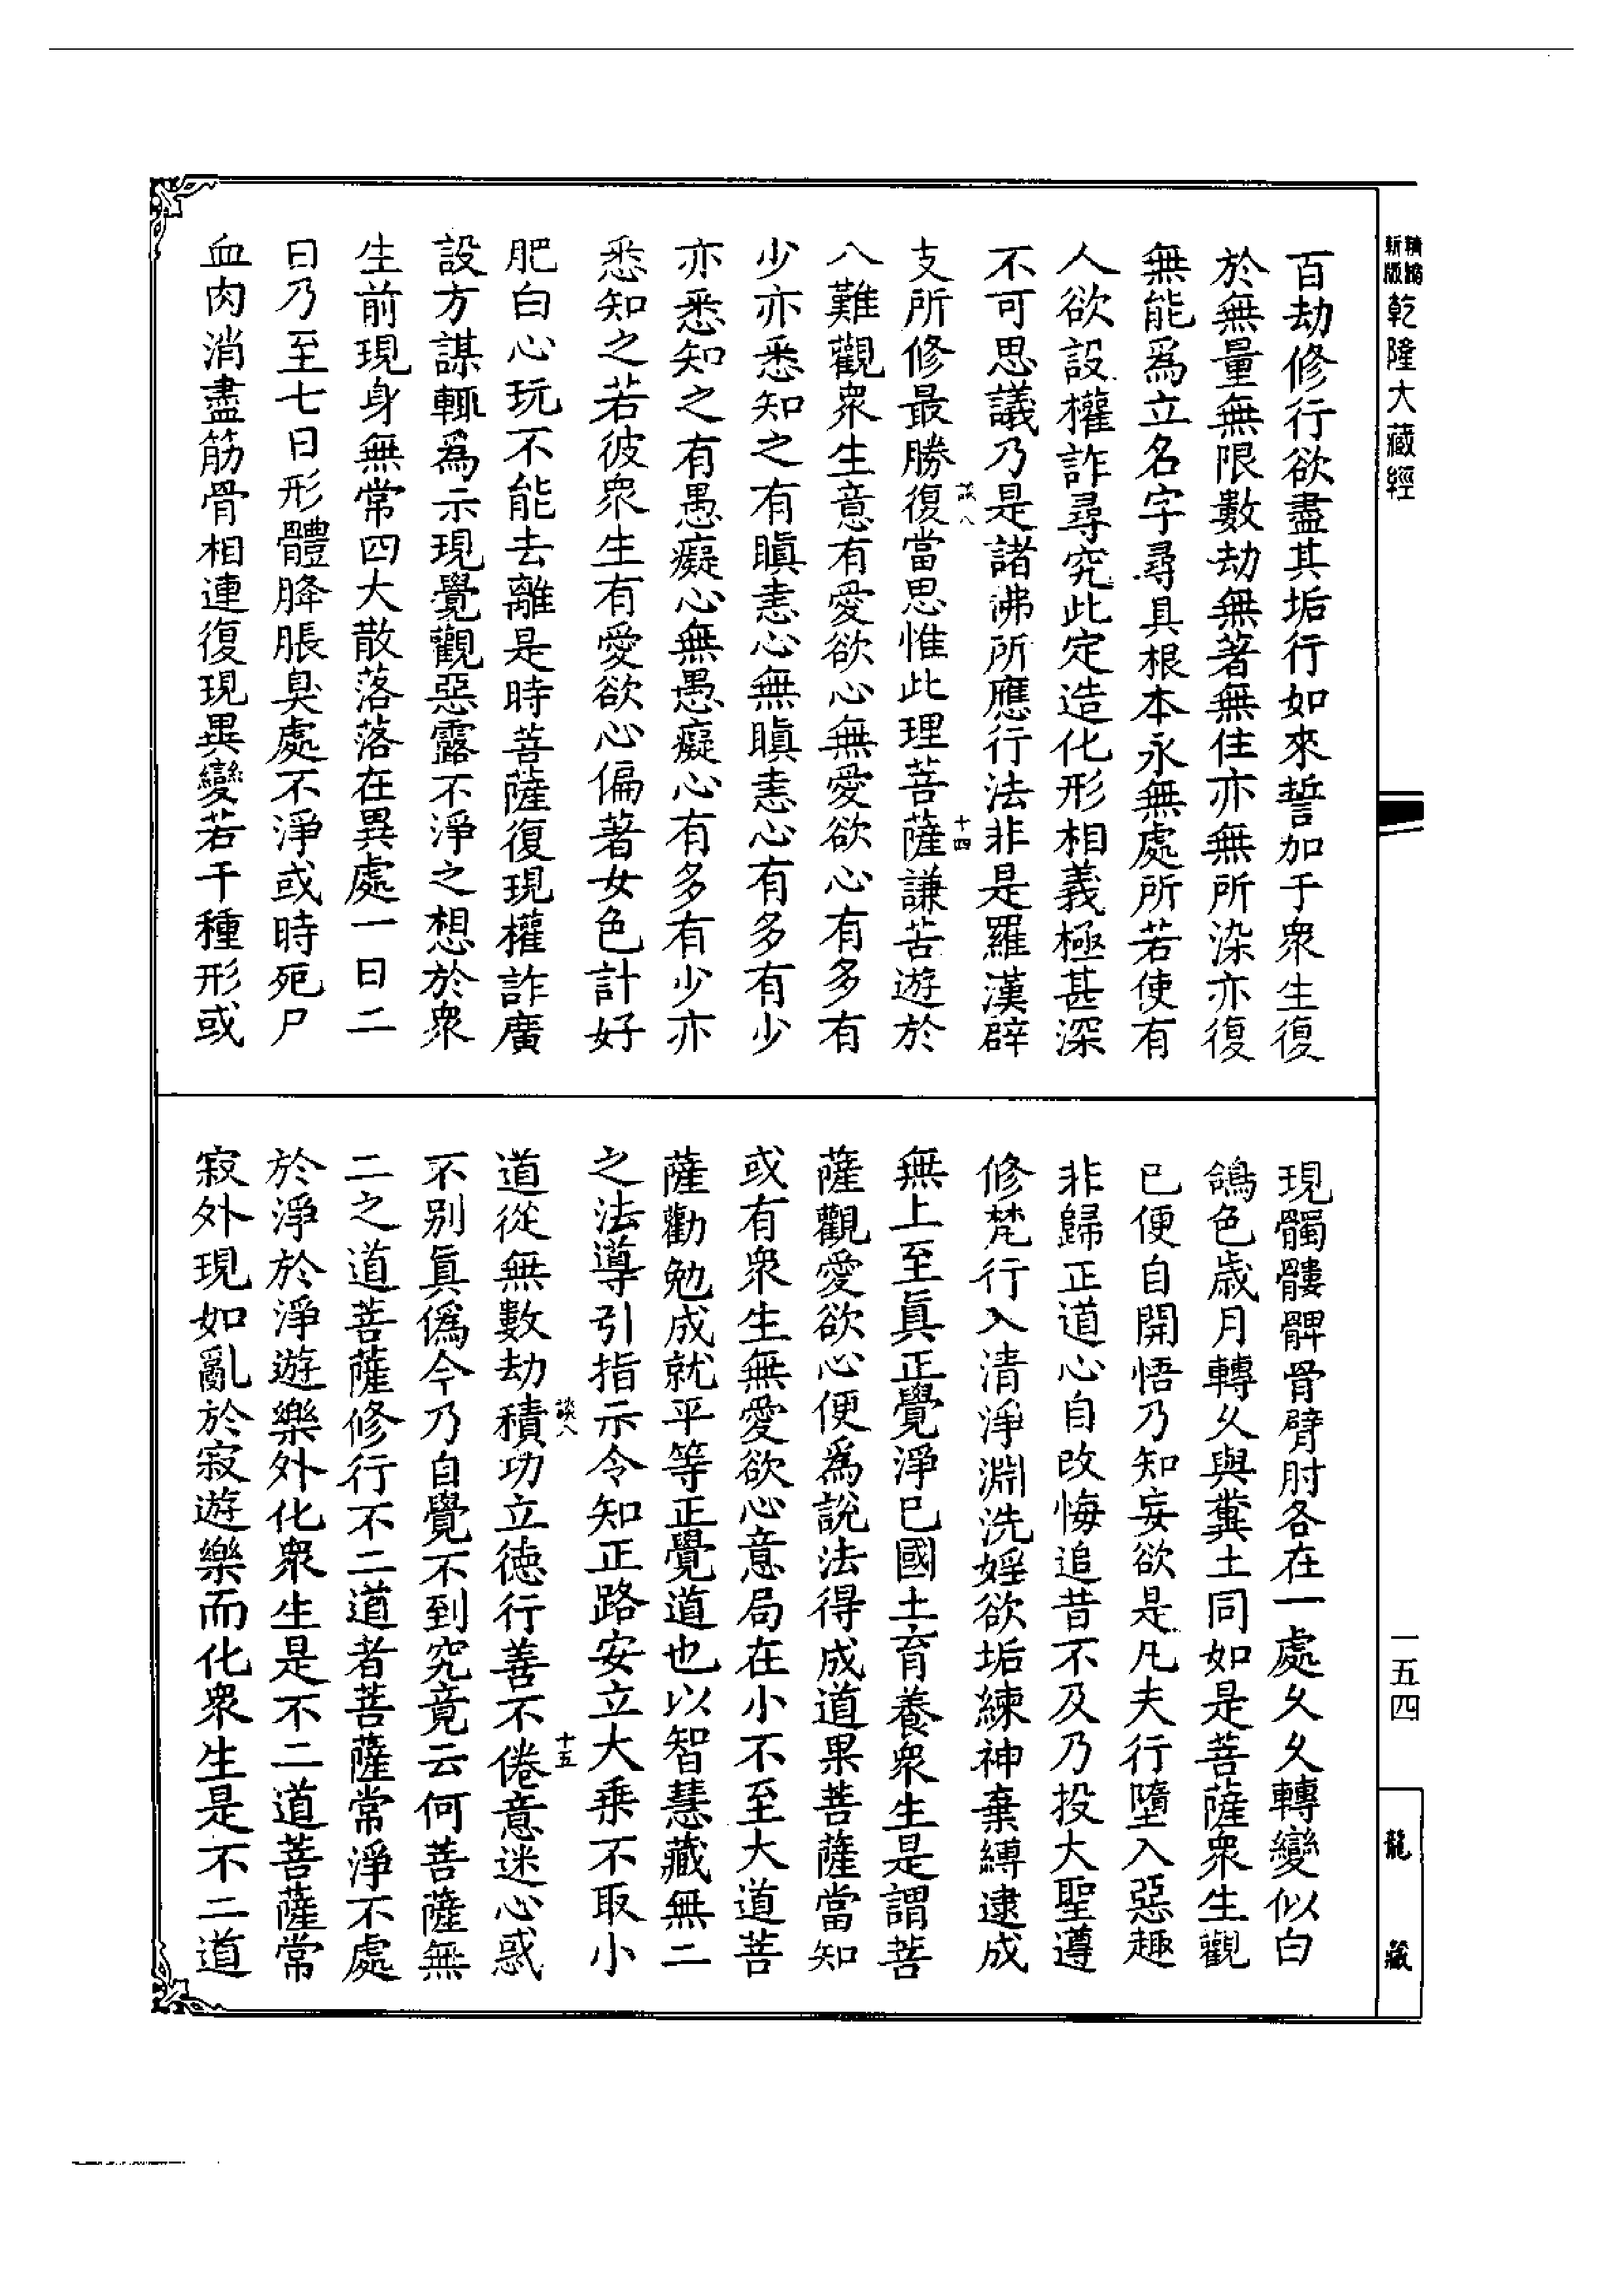 精縮
新版
乾隆大藏經
百劫修行欲盡其垢行如來誓加于衆生復
於無量無限數劫無著無住亦無所染亦復
無能爲立名字尋具根本永無處所若使有
人欲設權詐尋究此定造化形相義極甚深
不可思議乃是諸佛所應行法非是羅漢辟
談八
十四
支所修最勝復當思惟此理菩薩謙苦遊於
八難觀衆生意有愛欲心無愛欲心有多有
少亦悉知之有瞋恚心無瞋恚心有多有少
亦悉知之有愚癡心無愚癡心有多有少亦
悉知之若彼衆生有愛欲心偏著女色計好
肥白心玩不能去離是時菩薩復現權詐廣
設方謀輒爲示現覺觀惡露不淨之想於衆
生前現身無常四大散落落在異處一日二
日乃至七日形體胮脹臭處不淨或時死尸
血肉消盡筋骨相連復現異變若干種形或
現髑髏髀骨臂肘各在一處久久轉變似白
鴿色歲月轉久與糞土同如是菩薩衆生觀
已便自開悟乃知妄欲是凡夫行墮入惡趣
非歸正道心自改悔追昔不及乃投大聖遵
修梵行入清淨淵洗婬欲垢練神棄縛逮成
無上至眞正覺淨已國土育養衆生是謂菩
薩觀愛欲心便爲說法得成道果菩薩當知
或有衆生無愛欲心意局在小不至大道菩
薩勸勉成就平等正覺道也以智慧藏無二
之法導引指示令知正路安立大乘不取小
談八
十五
道從無數劫積功立德行善不倦意迷心惑
不別眞僞今乃自覺不到究竟云何菩薩無
二之道菩薩修行不二道者菩薩常淨不處
於淨於淨遊樂外化衆生是不二道菩薩常
寂外現如亂於寂遊樂而化衆生是不二道
一五四
龍藏